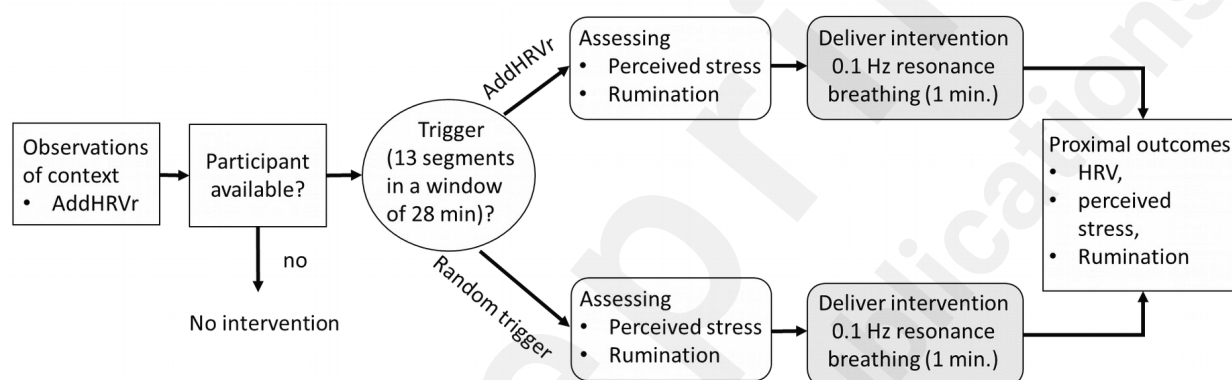 Observations
of context
• AddHRVr
Participant
available?
no
No intervention
Trigger
(13 segments
in a window
of 28 min)?
AddHRVr
Assessing
• Perceived stress
• Rumination
Deliver intervention
0.1 Hz resonance
breathing (1 min.)
Random trigger
Assessing
• Perceived stress
• Rumination
Deliver intervention
0.1 Hz resonance
breathing (1 min.)
Proximal outcomes
• HRV,
• perceived
stress,
• Rumination